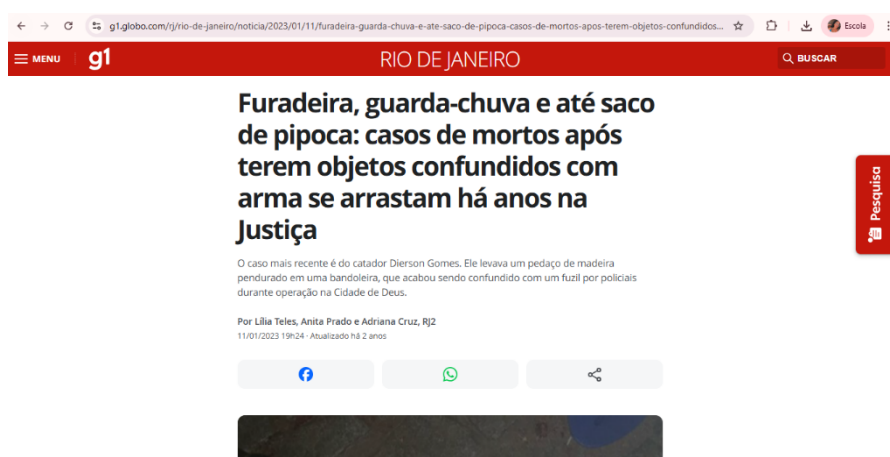 g1.globo.com/rj/rio-de-janeiro/noticia/2023/01/11/furadeira-guarda-chuva-e-ate-saco-de-pipoca-casos-de-mortos-apos-terem-objetos-confundidos...
Escola
MENU
g1
RIO DE JANEIRO
BUSCAR
Furadeira, guarda-chuva e até saco
de pipoca: casos de mortos após
terem objetos confundidos com
arma se arrastam há anos na
Justiça
Pesquisa
O caso mais recente é do catador Dierson Gomes. Ele levava um pedaço de madeira
pendurado em uma bandoleira, que acabou sendo confundido com um fuzil por policiais
durante operação na Cidade de Deus.
Por Lília Teles, Anita Prado e Adriana Cruz, RJ2
11/01/2023 19h24 · Atualizado há 2 anos